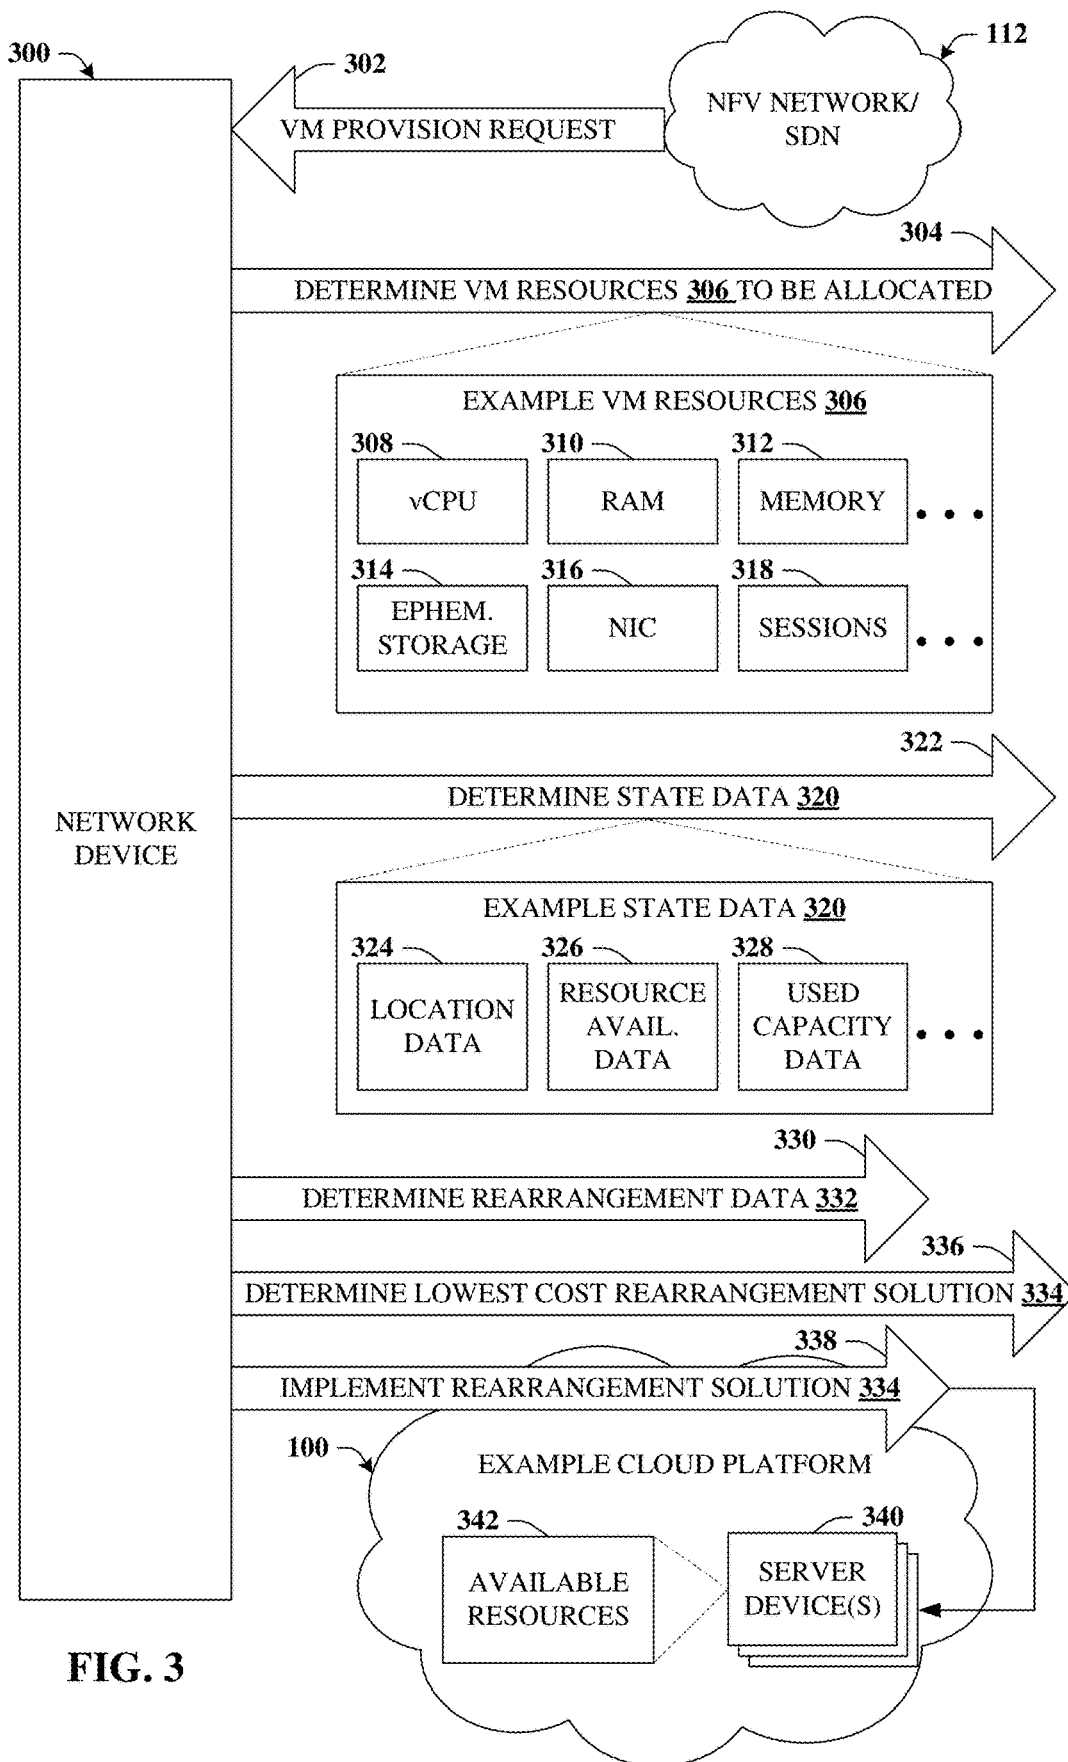 300
302
112
VM PROVISION REQUEST
NFV NETWORK/
SDN
304
DETERMINE VM RESOURCES 306 TO BE ALLOCATED
EXAMPLE VM RESOURCES 306
308
310
312
vCPU
RAM
MEMORY
314
316
318
EPHEM.
STORAGE
NIC
SESSIONS
322
DETERMINE STATE DATA 320
NETWORK
DEVICE
EXAMPLE STATE DATA 320
324
326
328
LOCATION
DATA
RESOURCE
AVAIL.
DATA
USED
CAPACITY
DATA
330
DETERMINE REARRANGEMENT DATA 332
336
DETERMINE LOWEST COST REARRANGEMENT SOLUTION 334
338
IMPLEMENT REARRANGEMENT SOLUTION 334
100
EXAMPLE CLOUD PLATFORM
342
340
AVAILABLE
RESOURCES
SERVER
DEVICE(S)
FIG. 3